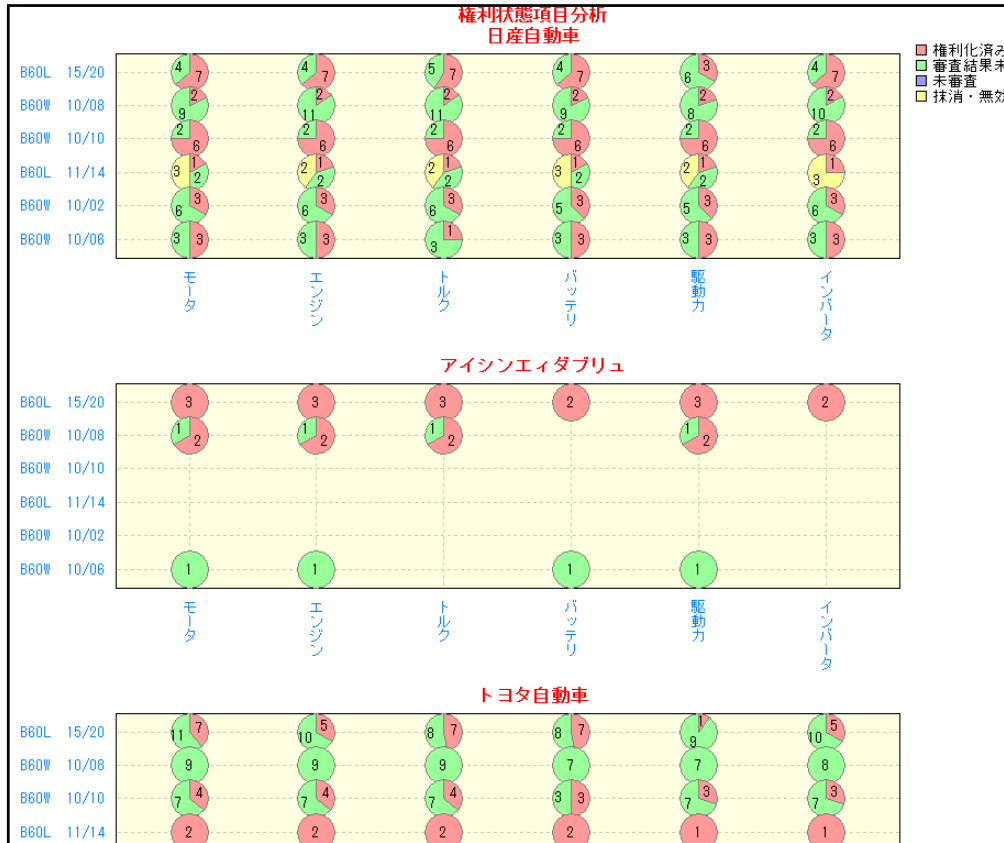 権利状態項目分析
日産自動車
権利化済み
審査結果未
未審査
抹消・無効
B60L 15/20 4 7 4 7 5 7 4 7 6 3 4 7
B60W 10/08 9 2 11 2 11 2 9 2 8 2 10 2
B60W 10/10 2 6 2 6 2 6 2 6 2 6 2 6
B60L 11/14 3 1 2 2 1 2 2 1 2 3 1 2 2 1 2 3 1
B60W 10/02 6 3 6 3 6 3 5 3 5 3 6 3
B60W 10/06 3 3 3 3 3 1 3 3 3 3 3 3
モータ エンジン トルク バッテリ 駆動力 インバータ
アイシンエィダブリュ
B60L 15/20 3 3 3 2 3 2
B60W 10/08 1 2 1 2 1 2 1 2
B60W 10/10
B60L 11/14
B60W 10/02
B60W 10/06 1 1 1 1
モータ エンジン トルク バッテリ 駆動力 インバータ
トヨタ自動車
B60L 15/20 11 7 10 5 8 7 8 7 9 1 10 5
B60W 10/08 9 9 9 7 7 8
B60W 10/10 7 4 7 4 7 4 3 3 7 3 7 3
B60L 11/14 2 2 2 2 1 1